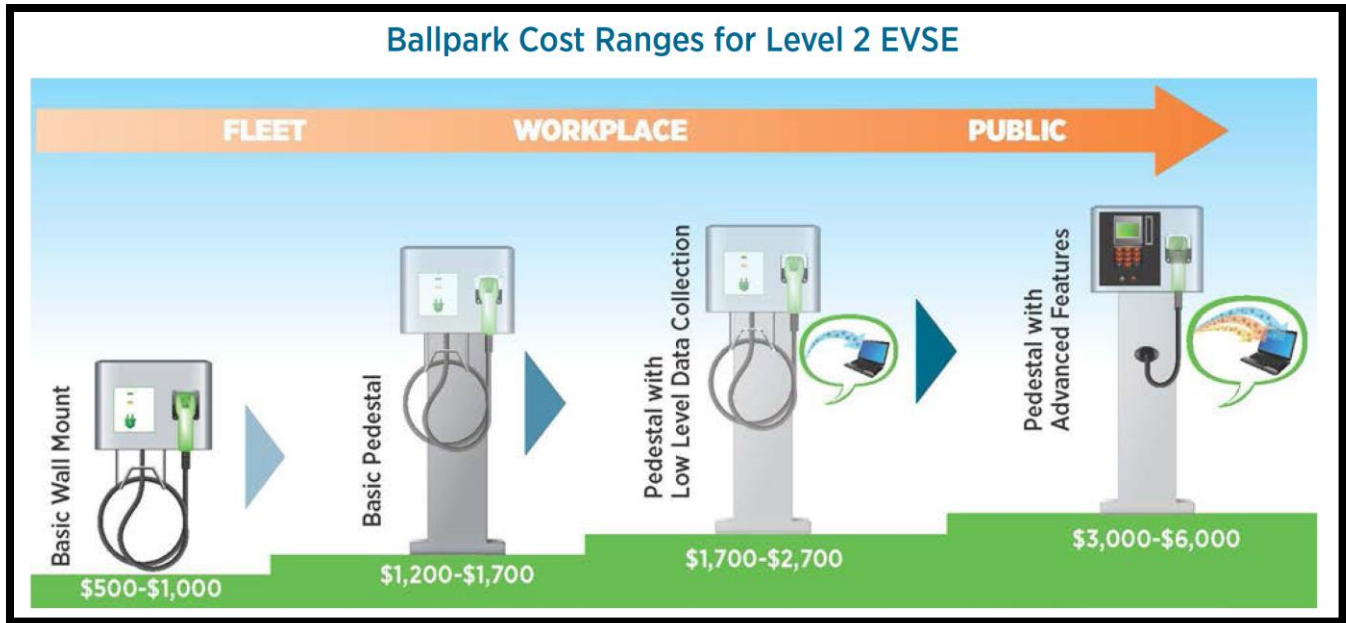 Ballpark Cost Ranges for Level 2 EVSE
FLEET
WORKPLACE
PUBLIC
Basic Wall Mount
$500-$1,000
Basic Pedestal
$1,200-$1,700
Pedestal with
Low Level Data Collection
$1,700-$2,700
Pedestal with
Advanced Features
$3,000-$6,000